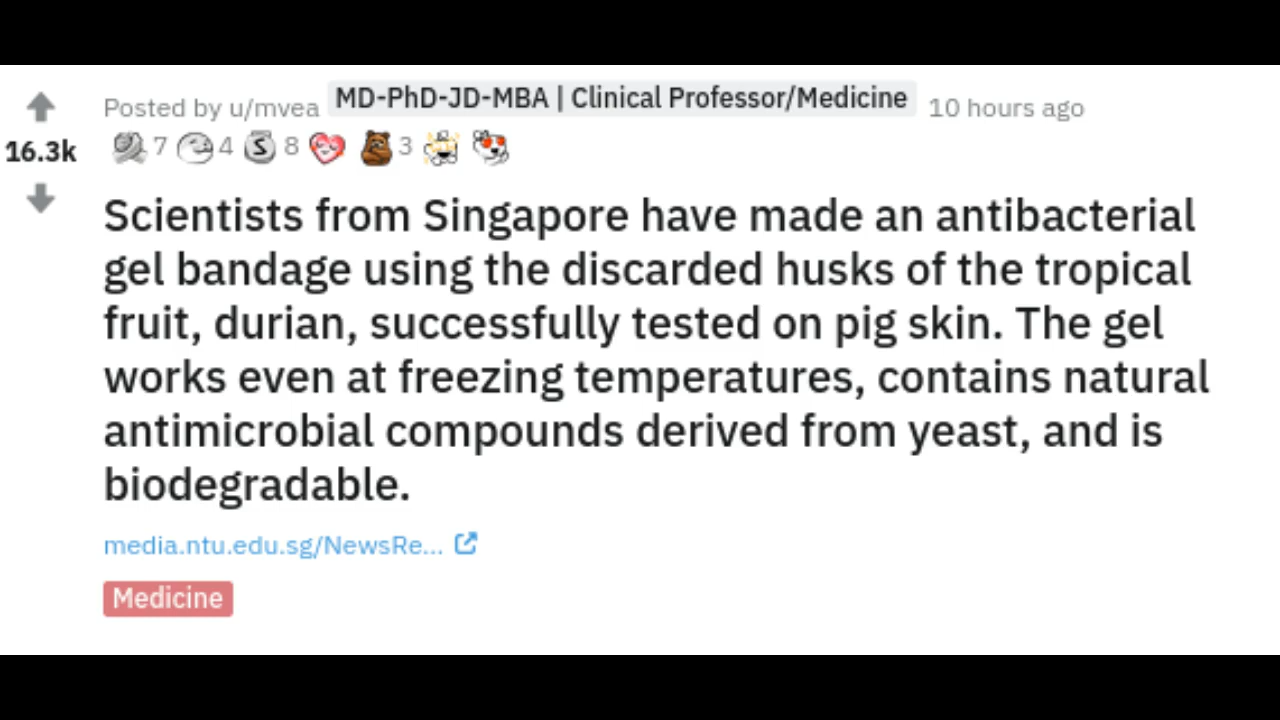 Posted by u/mvea MD-PhD-JD-MBA | Clinical Professor/Medicine 10 hours ago
16.3k 7 4 8 3
Scientists from Singapore have made an antibacterial
gel bandage using the discarded husks of the tropical
fruit, durian, successfully tested on pig skin. The gel
works even at freezing temperatures, contains natural
antimicrobial compounds derived from yeast, and is
biodegradable.
media.ntu.edu.sg/NewsRe...
Medicine